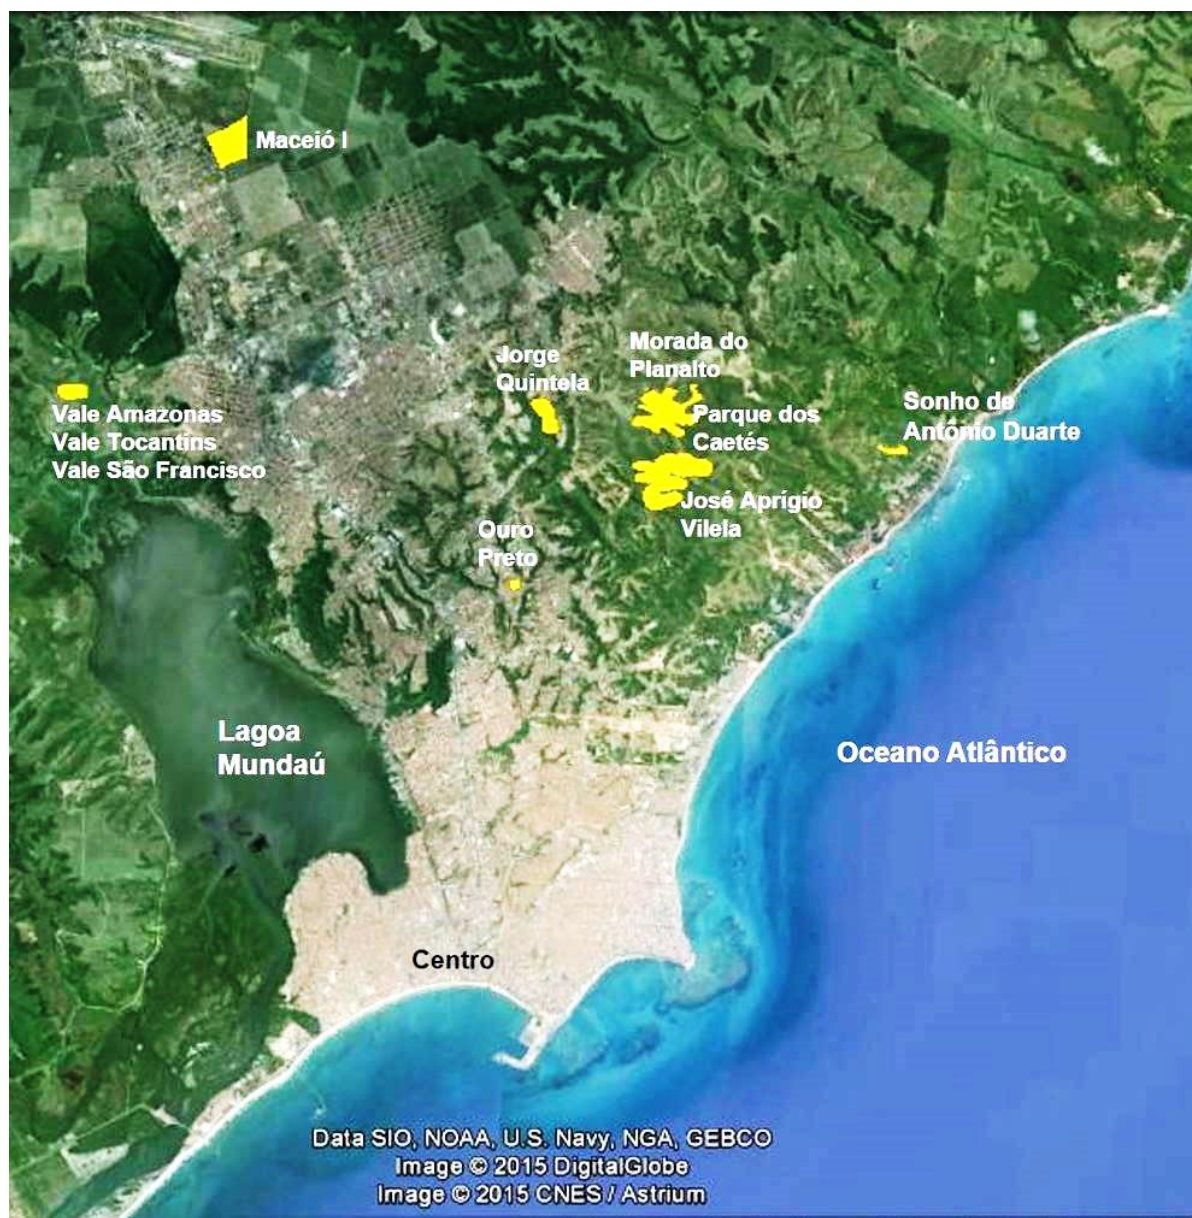 Maceió I
Morada do
Planalto
Jorge
Quintela
Vale Amazonas
Vale Tocantins
Vale São Francisco
Parque dos
Caetés
Sonho de
Antônio Duarte
José Aprígio
Vilela
Ouro
Preto
Lagoa
Mundaú
Oceano Atlântico
Centro
Data SIO, NOAA, U.S. Navy, NGA, GEBCO
Image © 2015 DigitalGlobe
Image © 2015 CNES / Astrium